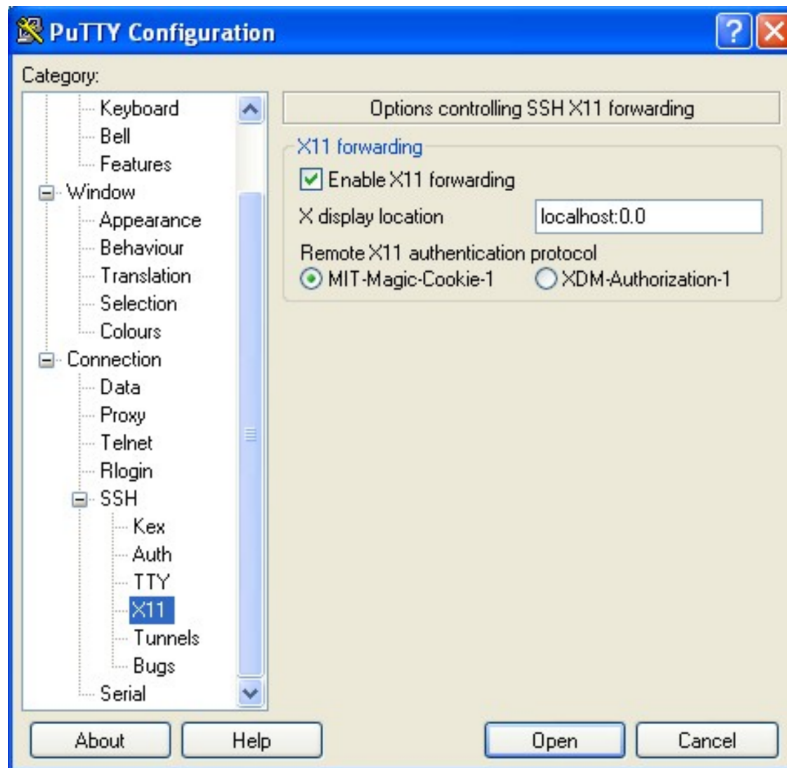 PuTTY Configuration
Category:
Keyboard
Bell
Features
Window
Appearance
Behaviour
Translation
Selection
Colours
Connection
Data
Proxy
Telnet
Rlogin
SSH
Kex
Auth
TTY
X11
Tunnels
Bugs
Serial
Options controlling SSH X11 forwarding
X11 forwarding
Enable X11 forwarding
X display location localhost:0.0
Remote X11 authentication protocol
MIT-Magic-Cookie-1 XDM-Authorization-1
About Help Open Cancel